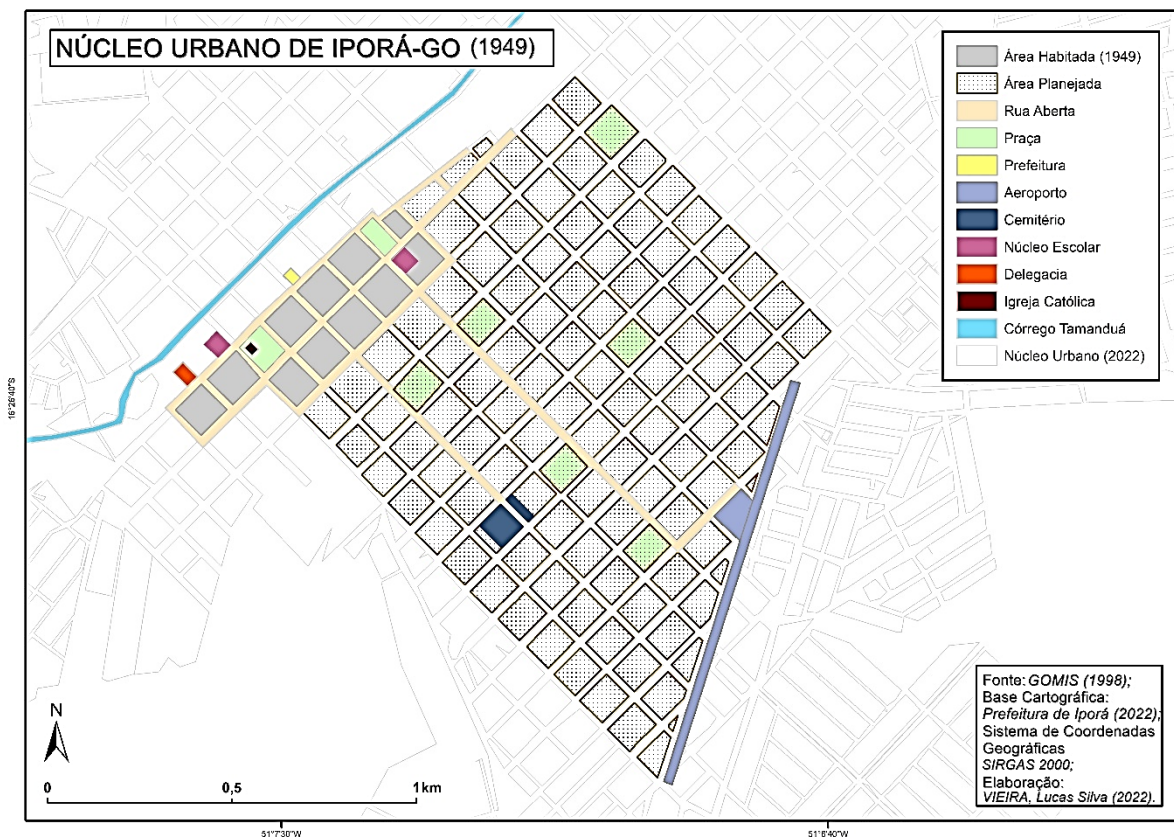 NÚCLEO URBANO DE IPORÁ-GO (1949)
Área Habitada (1949)
Área Planejada
Rua Aberta
Praça
Prefeitura
Aeroporto
Cemitério
Núcleo Escolar
Delegacia
Igreja Católica
Córrego Tamanduá
Núcleo Urbano (2022)
16°26'40"S
N
0 0,5 1 km
Fonte: GOMIS (1998);
Base Cartográfica:
Prefeitura de Iporá (2022);
Sistema de Coordenadas
Geográficas
SIRGAS 2000;
Elaboração:
VIEIRA, Lucas Silva (2022).
51°7'30"W 51°6'40"W